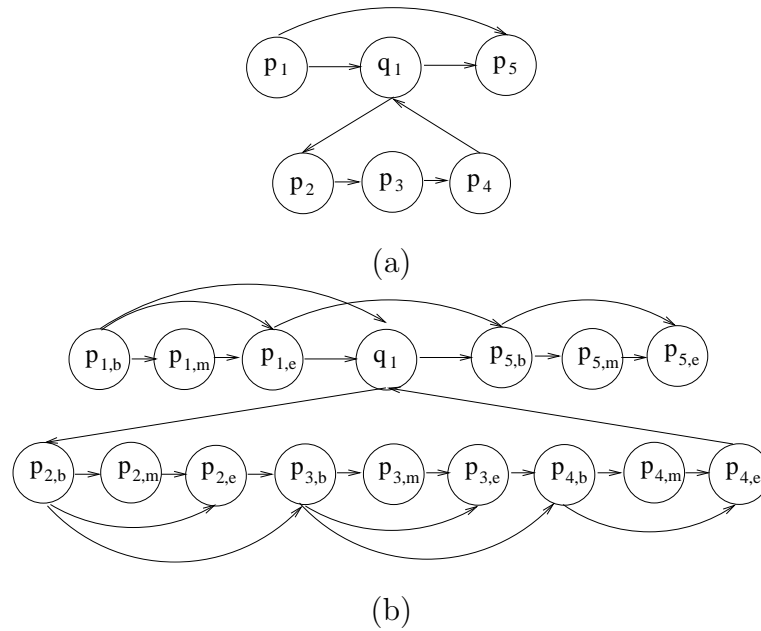 p₁ q₁ p₅
p₂ p₃ p₄
(a)
p₁,b p₁,m p₁,e q₁ p₅,b p₅,m p₅,e
p₂,b p₂,m p₂,e p₃,b p₃,m p₃,e p₄,b p₄,m p₄,e
(b)